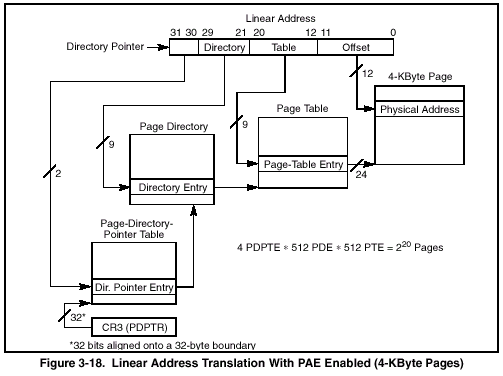 Linear Address
31 30 29 21 20 12 11 0
Directory Pointer
Directory Table Offset
12
4-KByte Page
Page Table
Physical Address
Page Directory
9
9
2
Page-Table Entry
24
Directory Entry
Page-Directory-
Pointer Table
4 PDPTE ∗ 512 PDE ∗ 512 PTE = 2²⁰ Pages
Dir. Pointer Entry
32*
CR3 (PDPTR)
*32 bits aligned onto a 32-byte boundary
Figure 3-18. Linear Address Translation With PAE Enabled (4-KByte Pages)